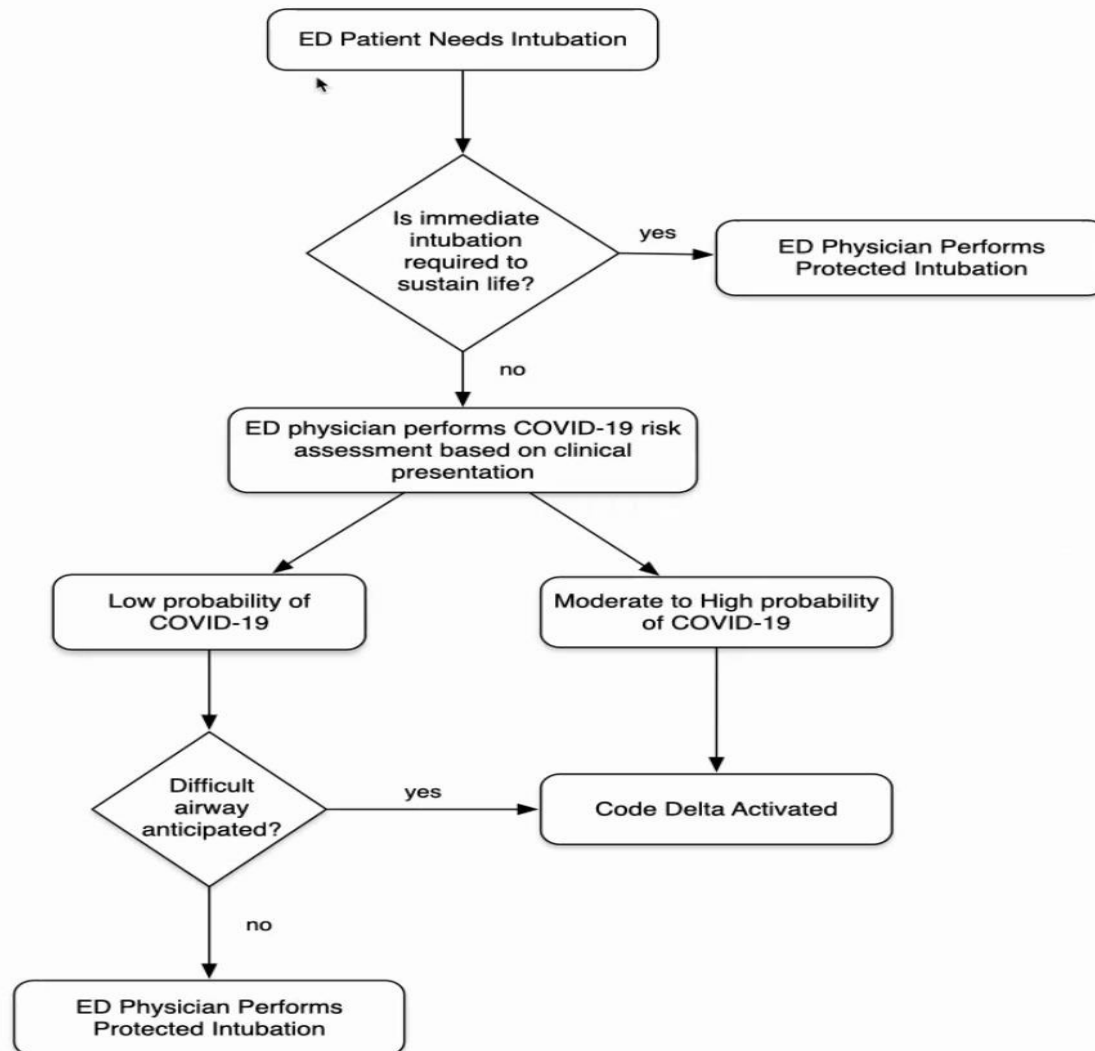 ED Patient Needs Intubation
Is immediate
intubation
required to
sustain life?
yes
ED Physician Performs
Protected Intubation
no
ED physician performs COVID-19 risk
assessment based on clinical
presentation
Low probability of
COVID-19
Moderate to High probability
of COVID-19
Difficult
airway
anticipated?
yes
Code Delta Activated
no
ED Physician Performs
Protected Intubation